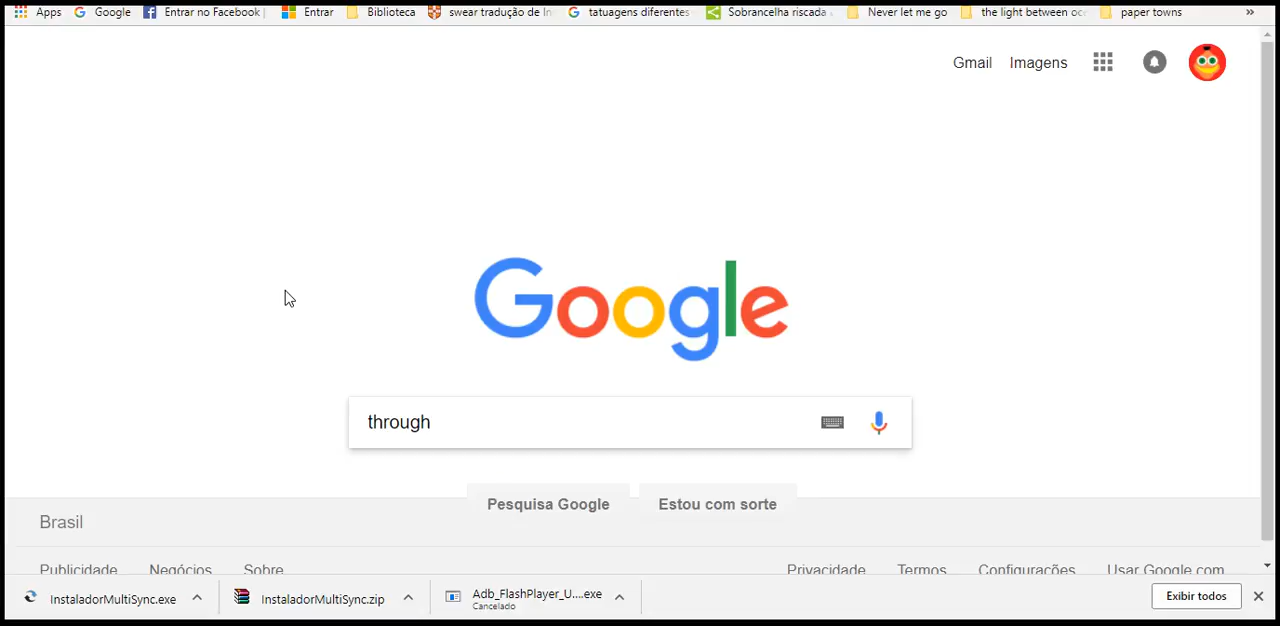 Apps Google Entrar no Facebook Entrar Biblioteca swear tradução de In tatuagens diferentes Sobrancelha riscada Never let me go the light between oc paper towns »
Gmail Imagens
Google
through
Pesquisa Google Estou com sorte
Brasil
Publicidade Negócios Sobre Privacidade Termos Configurações Usar Google com
InstaladorMultiSync.exe InstaladorMultiSync.zip Adb_FlashPlayer_U....exe Exibir todos
Cancelado